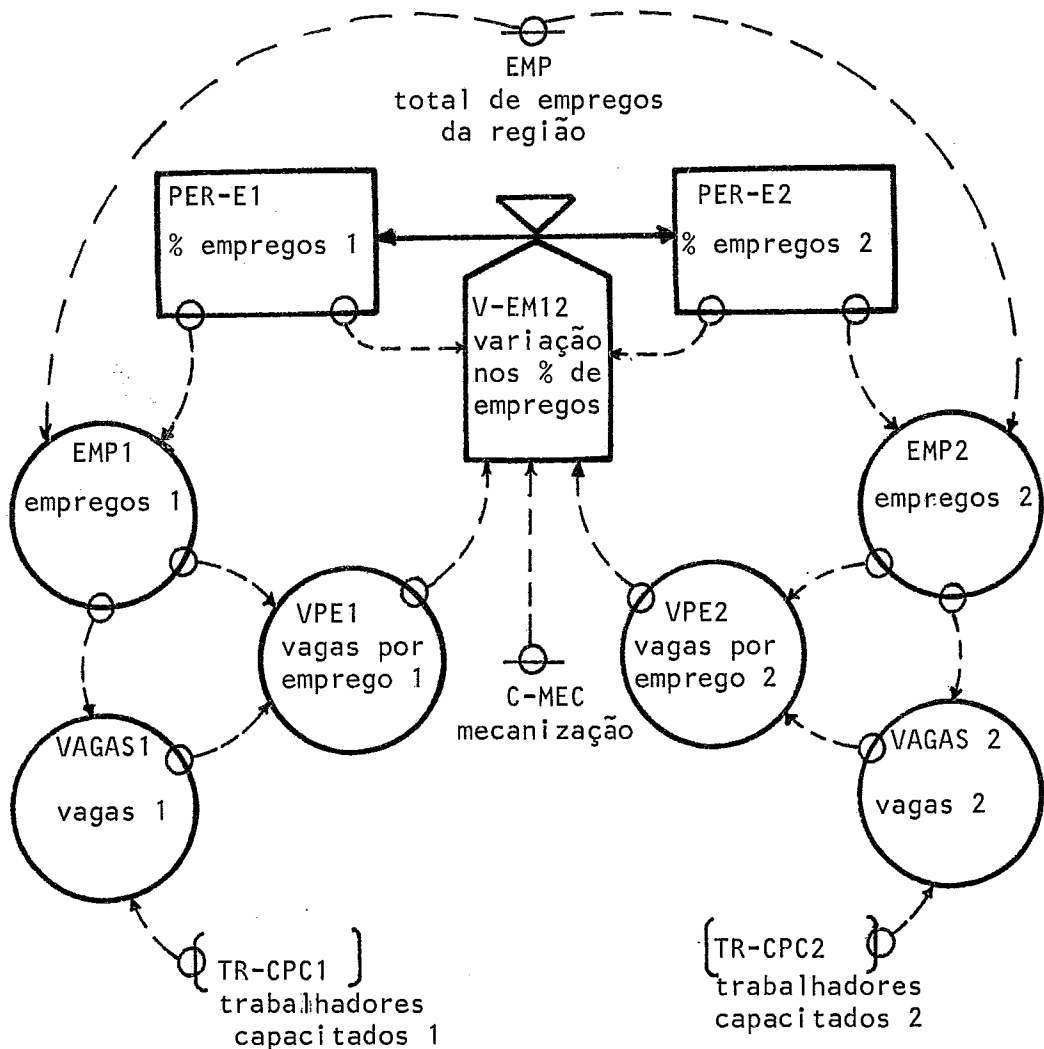 EMP
total de empregos
da região
PER-E1
% empregos 1
PER-E2
% empregos 2
V-EM12
variação
nos % de
empregos
EMP1
empregos 1
EMP2
empregos 2
VPE1
vagas por
emprego 1
VPE2
vagas por
emprego 2
C-MEC
mecanização
VAGAS1
vagas 1
VAGAS 2
vagas 2
TR-CPC1
trabalhadores
capacitados 1
TR-CPC2
trabalhadores
capacitados 2